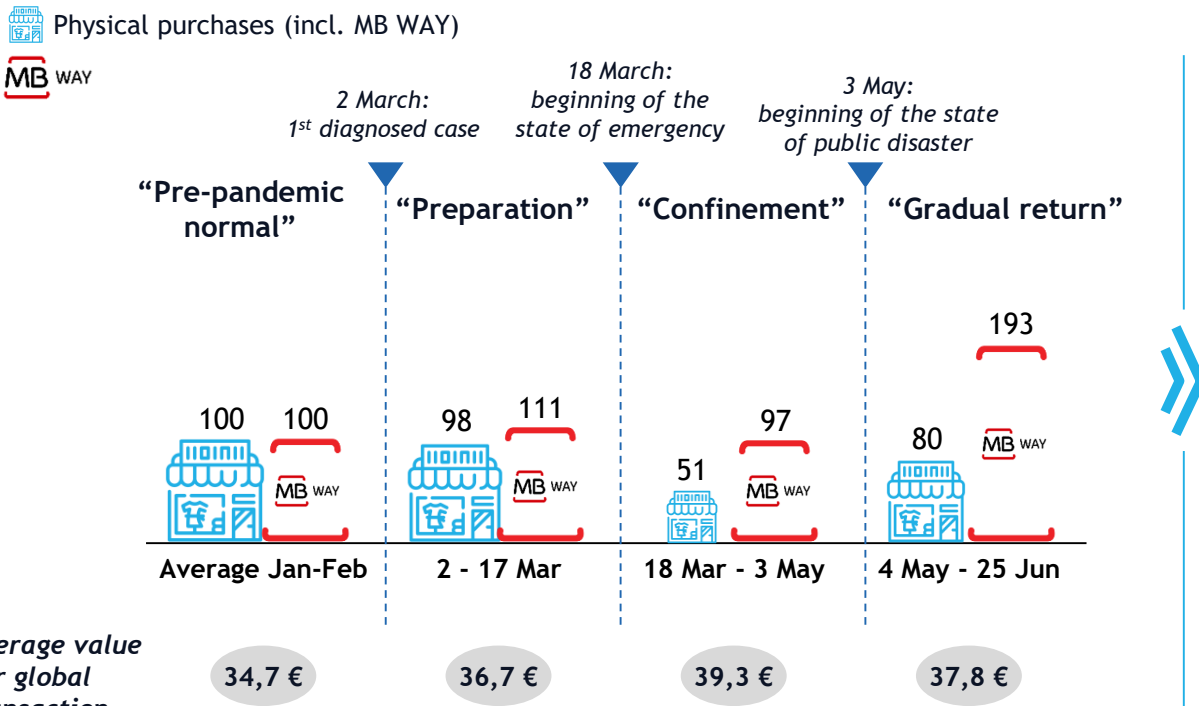 Physical purchases (incl. MB WAY)
MB WAY
2 March:
1st diagnosed case
18 March:
beginning of the
state of emergency
3 May:
beginning of the state
of public disaster
“Pre-pandemic
normal”
“Preparation”
“Confinement”
“Gradual return”
100
100
98
111
51
97
80
193
MB WAY
MB WAY
MB WAY
MB WAY
Average Jan-Feb
2 - 17 Mar
18 Mar - 3 May
4 May - 25 Jun
erage value
r global
34,7 €
36,7 €
39,3 €
37,8 €